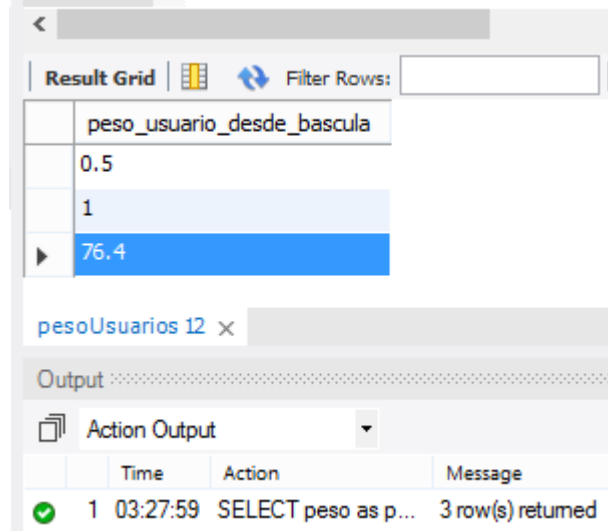 Result Grid Filter Rows:
peso_usuario_desde_bascula
0.5
1
76.4
pesoUsuarios 12
Output
Action Output
Time Action Message
1 03:27:59 SELECT peso as p... 3 row(s) returned